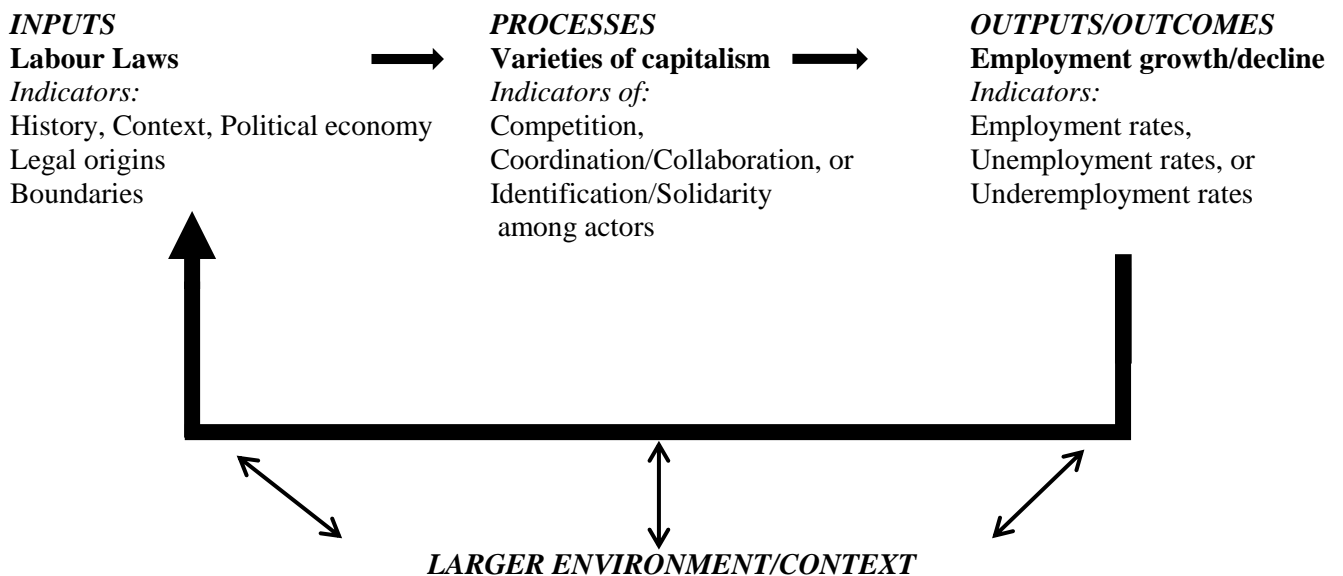 INPUTS
Labour Laws
Indicators:
History, Context, Political economy
Legal origins
Boundaries
PROCESSES
Varieties of capitalism
Indicators of:
Competition,
Coordination/Collaboration, or
Identification/Solidarity
among actors
OUTPUTS/OUTCOMES
Employment growth/decline
Indicators:
Employment rates,
Unemployment rates, or
Underemployment rates
LARGER ENVIRONMENT/CONTEXT